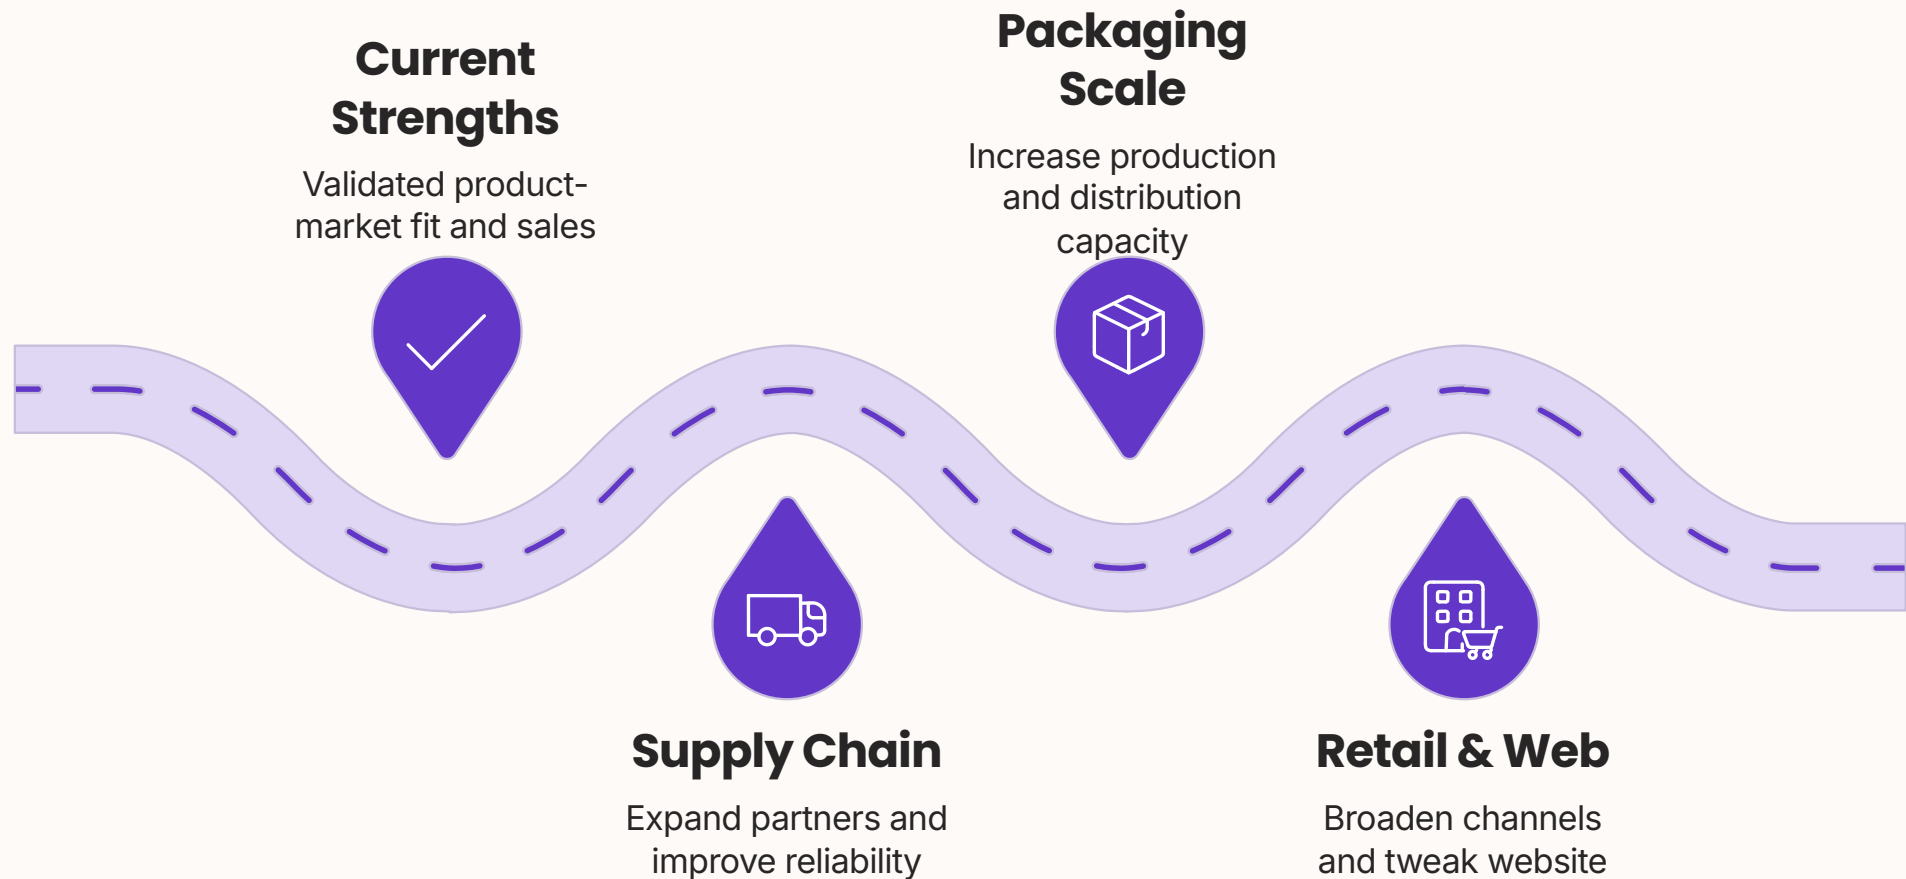 Current
Strengths
Validated product-
market fit and sales
Supply Chain
Expand partners and
improve reliability
Packaging
Scale
Increase production
and distribution
capacity
Retail & Web
Broaden channels
and tweak website